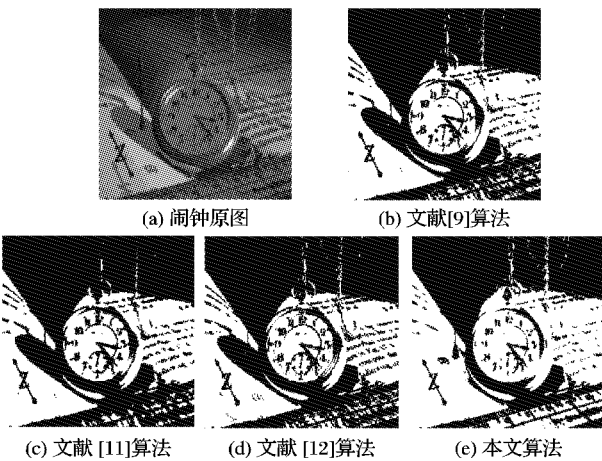 (a) 闹钟原图
(b) 文献[9]算法
(c) 文献 [11]算法
(d) 文献 [12]算法
(e) 本文算法